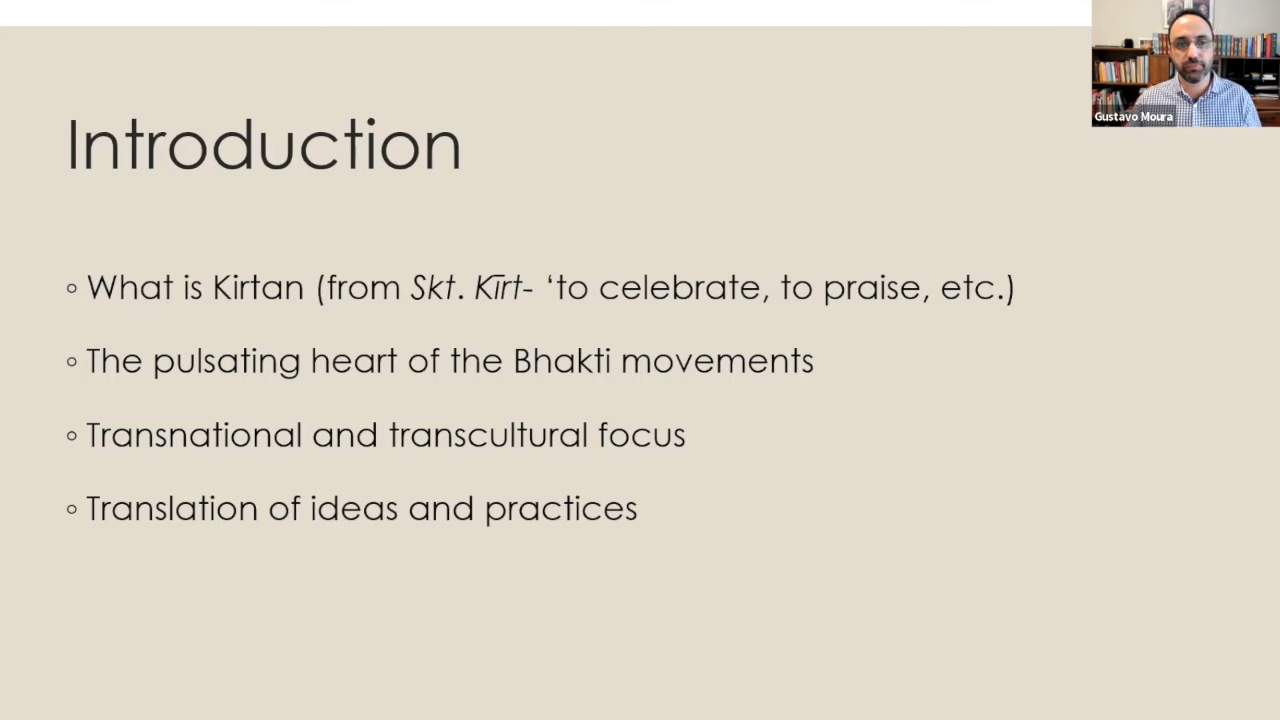 Introduction
◦ What is Kirtan (from Skt. Kīrt- ‘to celebrate, to praise, etc.)
◦ The pulsating heart of the Bhakti movements
◦ Transnational and transcultural focus
◦ Translation of ideas and practices
Gustavo Moura